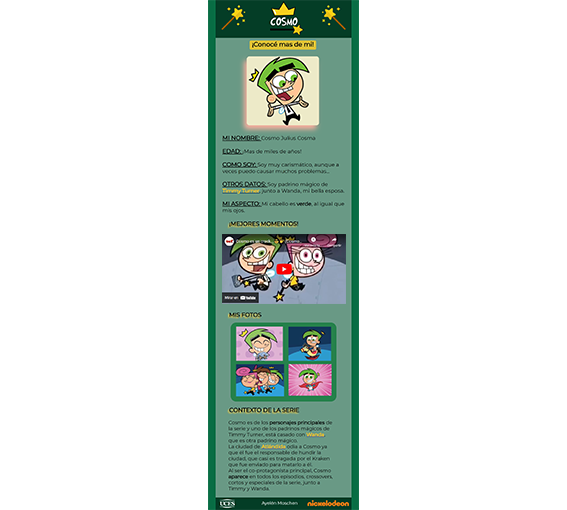 COSMO
¡Conocé mas de mi!
MI NOMBRE: Cosmo Julius Cosma
EDAD: ¡Mas de miles de años!
COMO SOY: Soy muy carismático, aunque a
veces puedo causar muchos problemas...
OTROS DATOS: Soy padrino mágico de
Timmy Turner, junto a Wanda, mi bella esposa.
MI ASPECTO: Mi cabello es verde, al igual que
mis ojos.
¡MEJORES MOMENTOS!
Mirar en YouTube
MIS FOTOS
CONTEXTO DE LA SERIE
Cosmo es de los personajes principales de
la serie y uno de los padrinos mágicos de
Timmy Turner, está casado con Wanda
que es otra padrino magico.
La ciudad de odia a Cosmo ya
que él fue el responsable de hundir la
ciudad, que casi es tragada por el Kraken
que fue enviado para matarlo a él.
Al ser el co-protagonista principal, Cosmo
aparece en todos los episodios, crossovers,
cortos y especiales de la serie, junto a
Timmy y Wanda.
UCES
Ayelén Moschen
nickelodeon